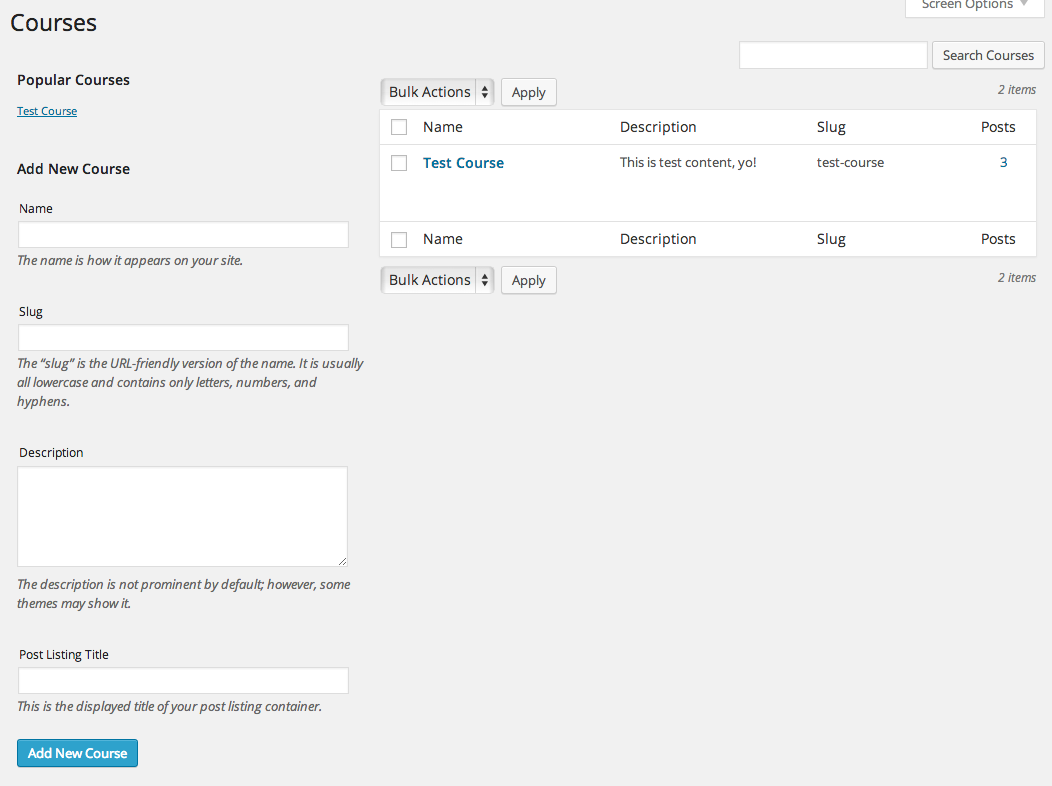 Screen Options
Courses
Search Courses
Popular Courses
Test Course
Add New Course
Name
The name is how it appears on your site.
Slug
The “slug” is the URL-friendly version of the name. It is usually
all lowercase and contains only letters, numbers, and
hyphens.
Description
The description is not prominent by default; however, some
themes may show it.
Post Listing Title
This is the displayed title of your post listing container.
Add New Course
Bulk Actions Apply 2 items
Name Description Slug Posts
Test Course This is test content, yo! test-course 3
Name Description Slug Posts
Bulk Actions Apply 2 items